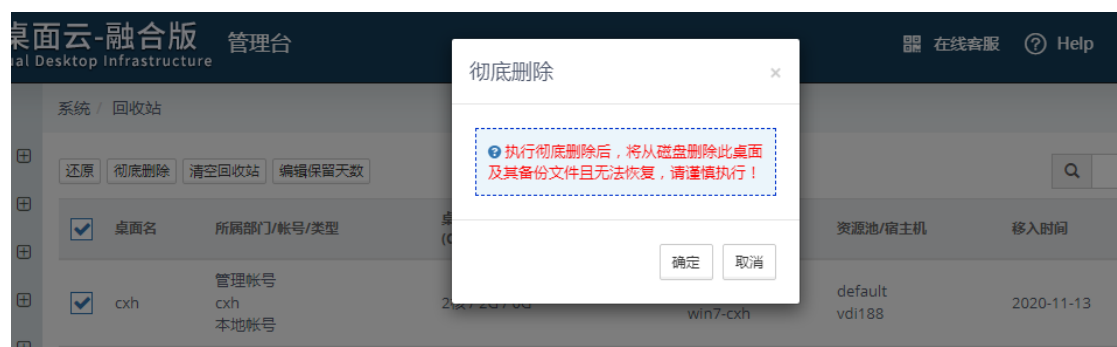 桌面云-融合版 管理台
ual Desktop Infrastructure
在线客服 Help
彻底删除 ×
系统 / 回收站
执行彻底删除后，将从磁盘删除此桌面
及其备份文件且无法恢复，请谨慎执行！
还原 彻底删除 清空回收站 编辑保留天数
桌面名 所属部门/帐号/类型 资源池/宿主机 移入时间
确定 取消
管理帐号
cxh cxh win7-cxh default 2020-11-13
本地帐号 vdi188